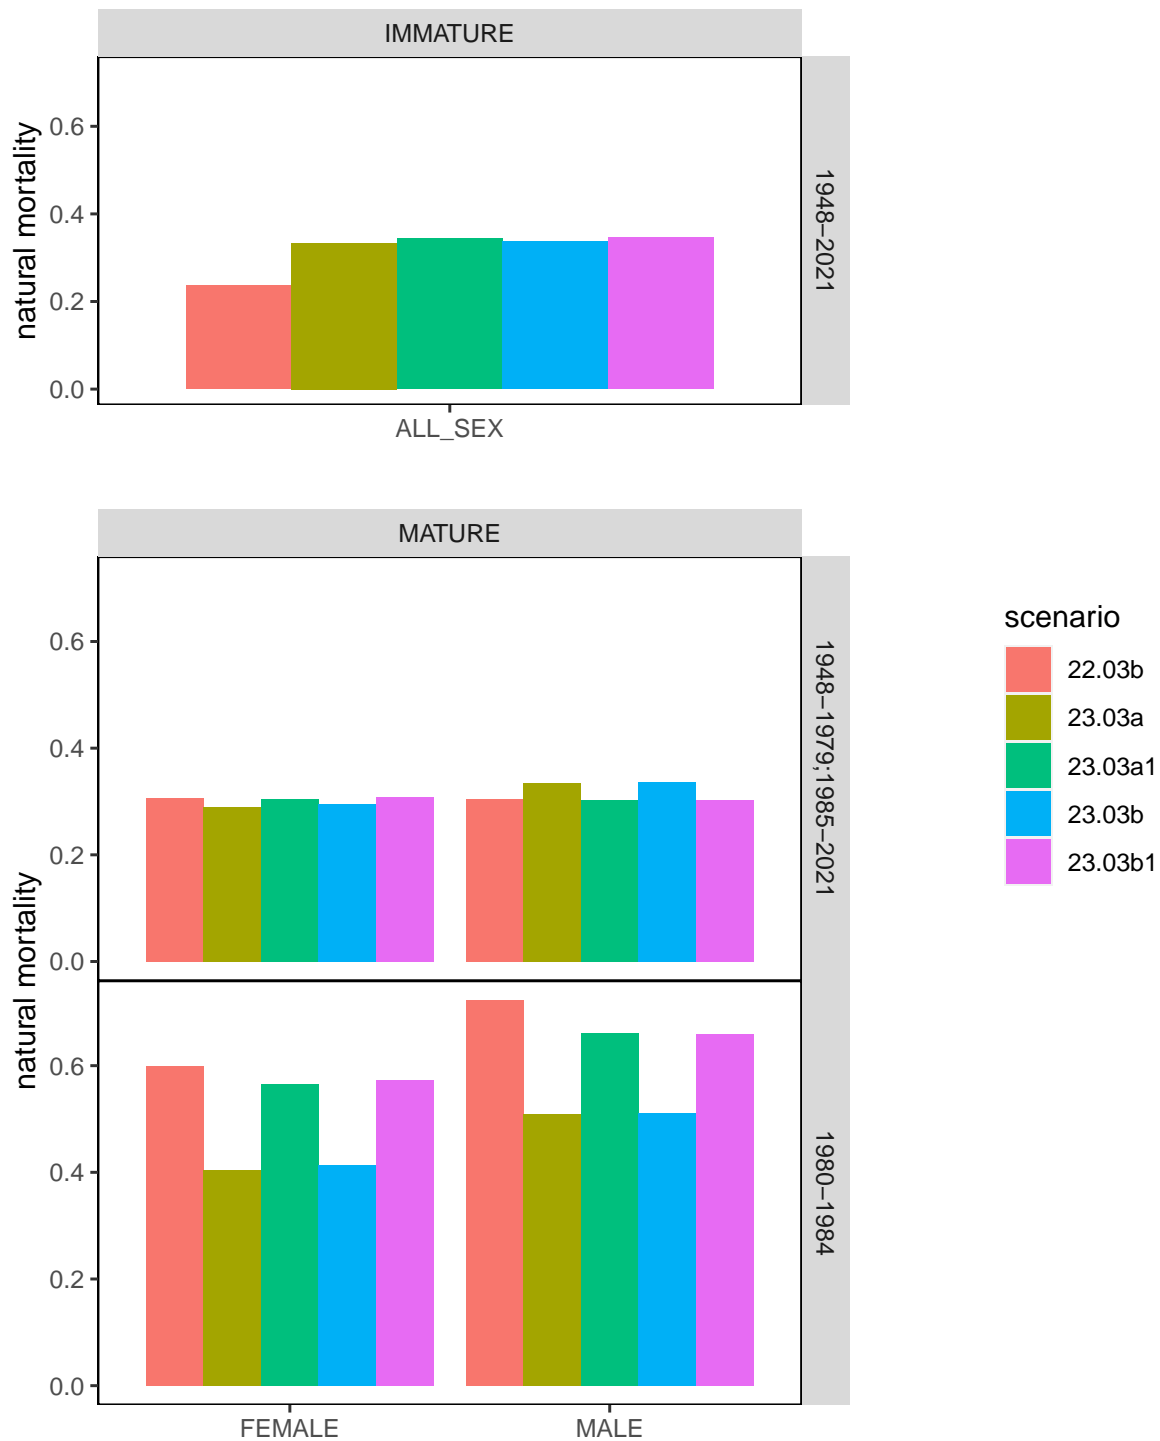 IMMATURE
natural mortality
0.6
0.4
0.2
0.0
1948–2021
ALL_SEX
MATURE
natural mortality
0.6
0.4
0.2
0.0
1948–1979;1985–2021
0.6
0.4
0.2
0.0
1980–1984
FEMALE
MALE
scenario
22.03b
23.03a
23.03a1
23.03b
23.03b1